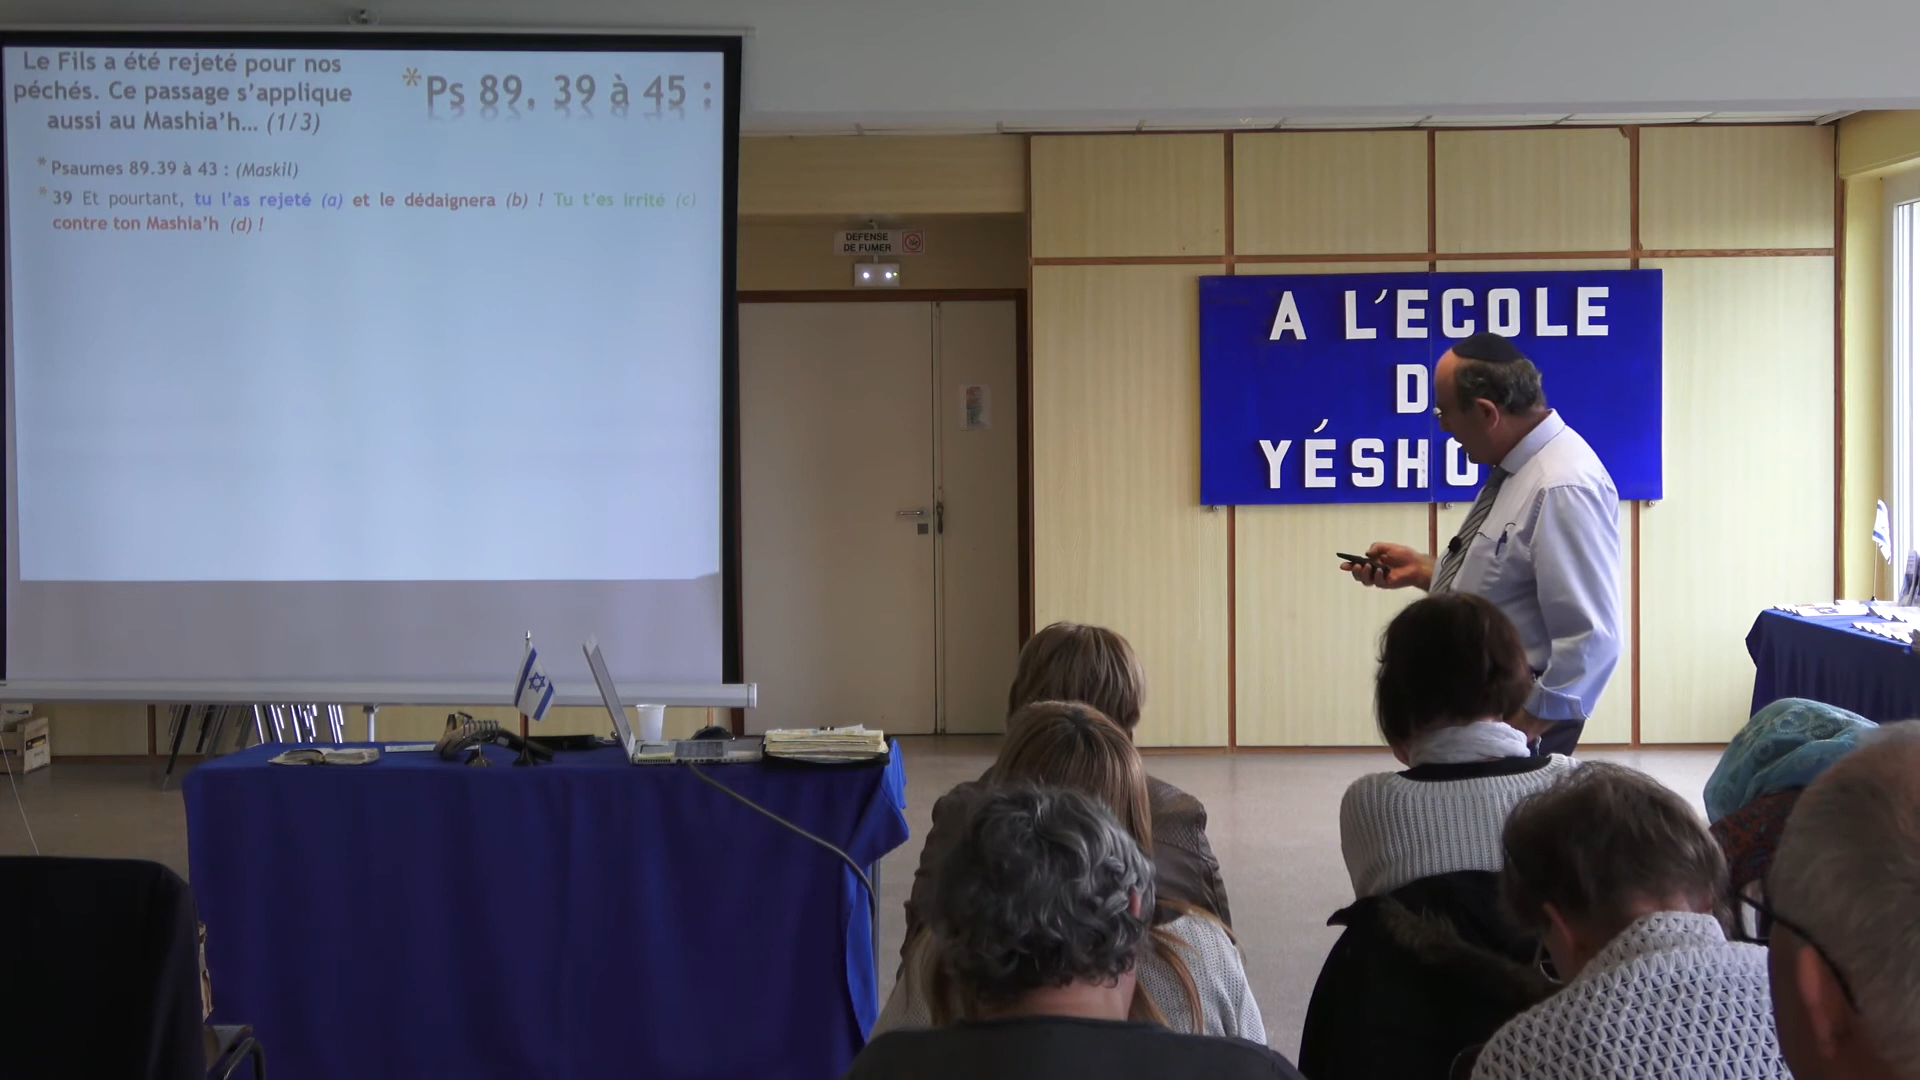 Le Fils a été rejeté pour nos
péchés. Ce passage s'applique
aussi au Mashia'h... (1/3)
*Ps 89. 39 à 45 :
* Psaumes 89.39 à 43 : (Maskil)
* 39 Et pourtant, tu l'as rejeté (a) et le dédaignera (b) ! Tu t'es irrité (c)
contre ton Mashia'h (d) !
DEFENSE
DE FUMER
A L'ECOLE
D
YÉSHO